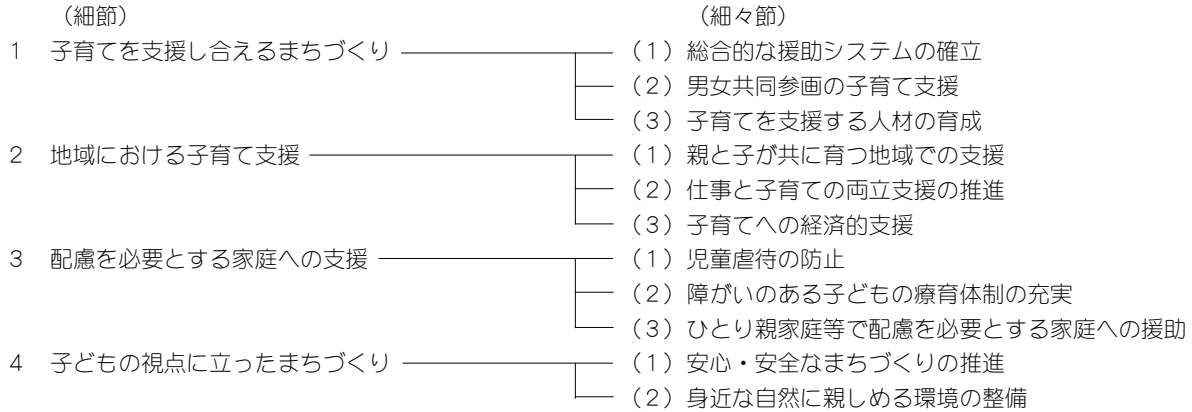 （細節） （細々節）
1 子育てを支援し合えるまちづくり （1）総合的な援助システムの確立
（2）男女共同参画の子育て支援
（3）子育てを支援する人材の育成
2 地域における子育て支援 （1）親と子が共に育つ地域での支援
（2）仕事と子育ての両立支援の推進
（3）子育てへの経済的支援
3 配慮を必要とする家庭への支援 （1）児童虐待の防止
（2）障がいのある子どもの療育体制の充実
（3）ひとり親家庭等で配慮を必要とする家庭への援助
4 子どもの視点に立ったまちづくり （1）安心・安全なまちづくりの推進
（2）身近な自然に親しめる環境の整備